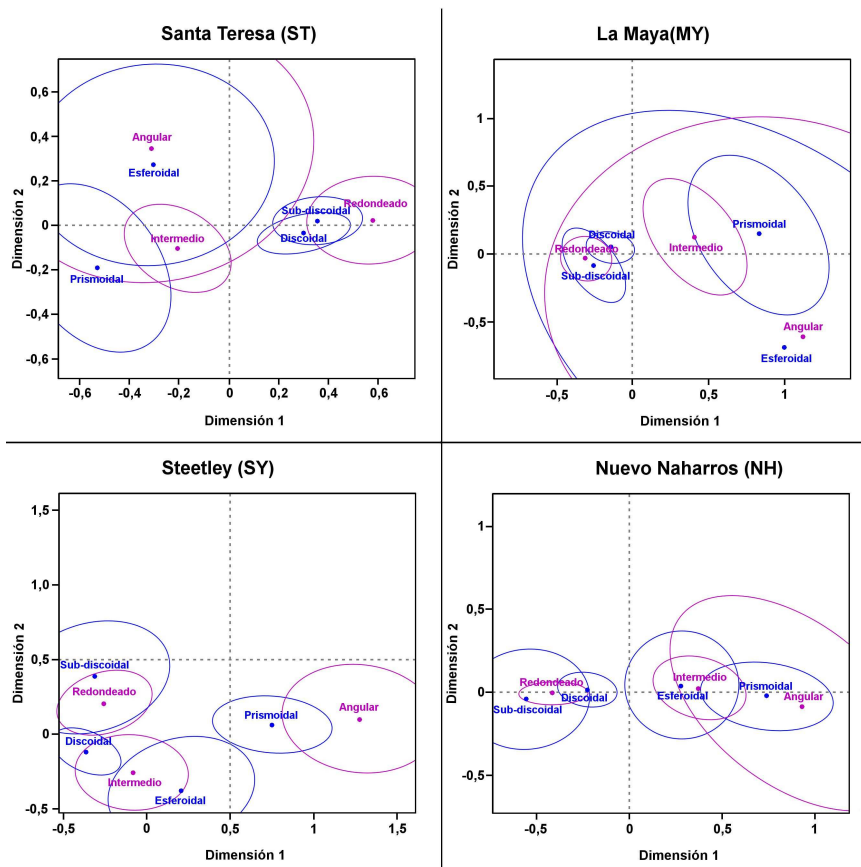 Santa Teresa (ST)
0,6
0,4
0,2
0
-0,2
-0,4
-0,6
Dimensión 2
Angular
Esferoidal
Redondeado
Sub-discoidal
Discoidal
Intermedio
Prismoidal
-0,6
-0,4
-0,2
0
0,2
0,4
0,6
Dimensión 1
La Maya(MY)
1
0,5
0
-0,5
Dimensión 2
Discoidal
Prismoidal
Redondeado
Intermedio
Sub-discoidal
Angular
Esferoidal
-0,5
0
0,5
1
Dimensión 1
Steetley (SY)
1,5
1,0
0,5
0
-0,5
Dimensión 2
Sub-discoidal
Redondeado
Prismoidal
Angular
Discoidal
Intermedio
Esferoidal
-0,5
0
0,5
1
1,5
Dimensión 1
Nuevo Naharros (NH)
1
0,5
0
-0,5
Dimensión 2
Redondeado
Discoidal
Sub-discoidal
Intermedio
Esferoidal
Prismoidal
Angular
-0,5
0
0,5
1
Dimensión 1